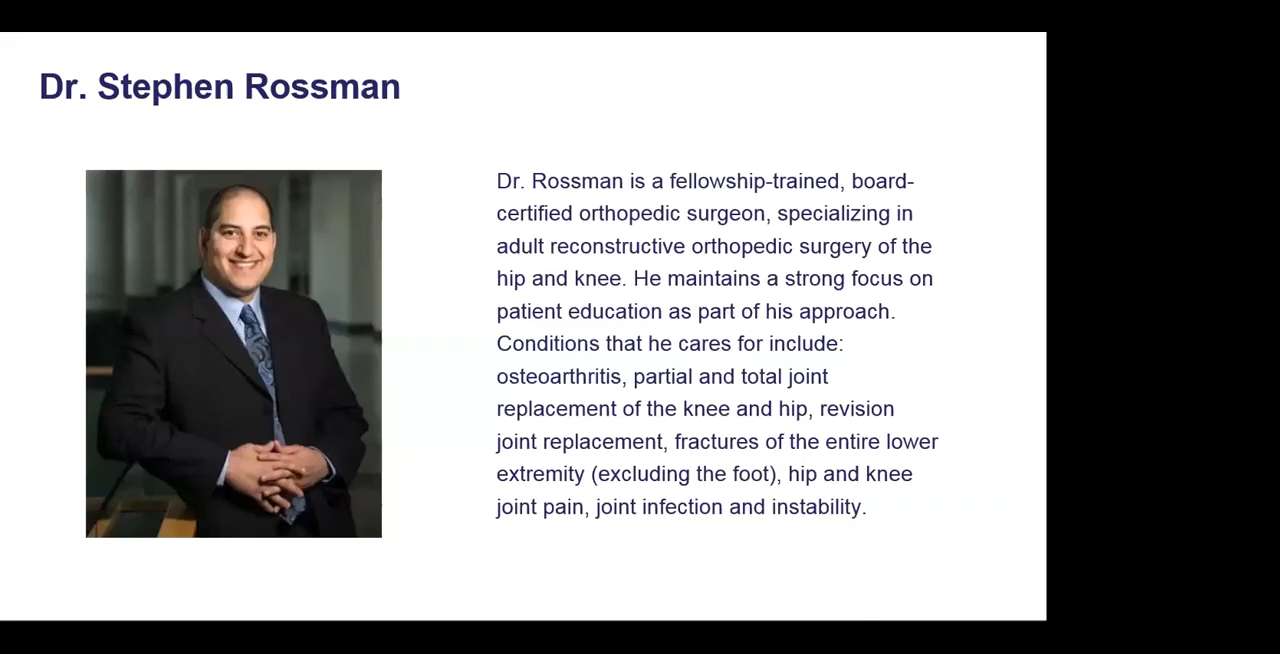 Dr. Stephen Rossman
Dr. Rossman is a fellowship-trained, board-
certified orthopedic surgeon, specializing in
adult reconstructive orthopedic surgery of the
hip and knee. He maintains a strong focus on
patient education as part of his approach.
Conditions that he cares for include:
osteoarthritis, partial and total joint
replacement of the knee and hip, revision
joint replacement, fractures of the entire lower
extremity (excluding the foot), hip and knee
joint pain, joint infection and instability.